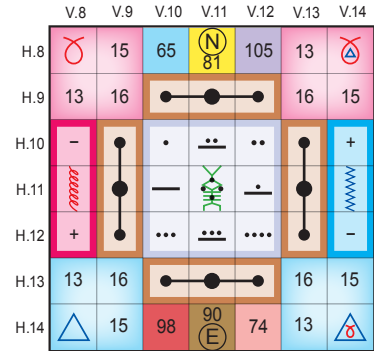 V.8 V.9 V.10 V.11 V.12 V.13 V.14
H.8 15 65 N 81 105 13
H.9 13 16 16 15
H.10 – +
H.11
H.12 + –
H.13 13 16 16 15
H.14 15 98 90 E 74 13